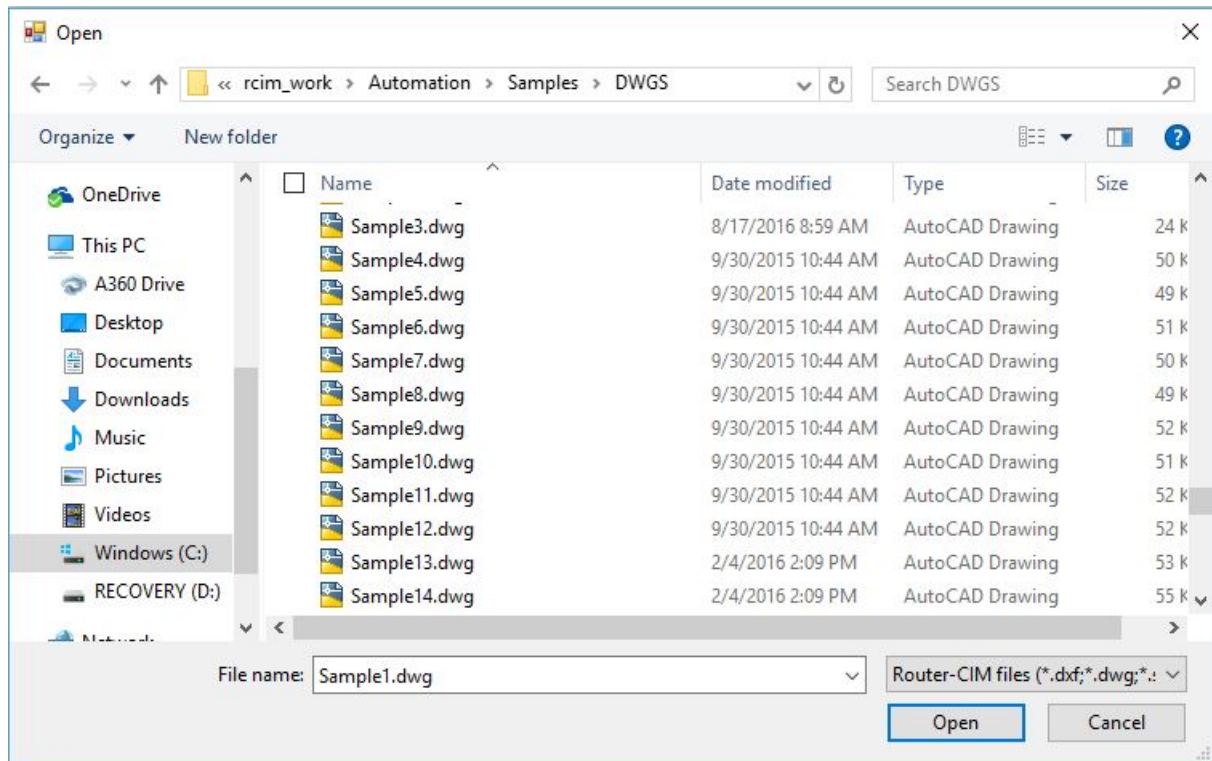 Open
« rcim_work > Automation > Samples > DWGS
Search DWGS
Organize
New folder
OneDrive
This PC
A360 Drive
Desktop
Documents
Downloads
Music
Pictures
Videos
Windows (C:)
RECOVERY (D:)
Network
Name Date modified Type Size
Sample3.dwg 8/17/2016 8:59 AM AutoCAD Drawing 24 K
Sample4.dwg 9/30/2015 10:44 AM AutoCAD Drawing 50 K
Sample5.dwg 9/30/2015 10:44 AM AutoCAD Drawing 49 K
Sample6.dwg 9/30/2015 10:44 AM AutoCAD Drawing 51 K
Sample7.dwg 9/30/2015 10:44 AM AutoCAD Drawing 50 K
Sample8.dwg 9/30/2015 10:44 AM AutoCAD Drawing 49 K
Sample9.dwg 9/30/2015 10:44 AM AutoCAD Drawing 52 K
Sample10.dwg 9/30/2015 10:44 AM AutoCAD Drawing 51 K
Sample11.dwg 9/30/2015 10:44 AM AutoCAD Drawing 52 K
Sample12.dwg 9/30/2015 10:44 AM AutoCAD Drawing 52 K
Sample13.dwg 2/4/2016 2:09 PM AutoCAD Drawing 53 K
Sample14.dwg 2/4/2016 2:09 PM AutoCAD Drawing 55 K
File name: Sample1.dwg
Router-CIM files (*.dxf;*.dwg;*.
Open Cancel